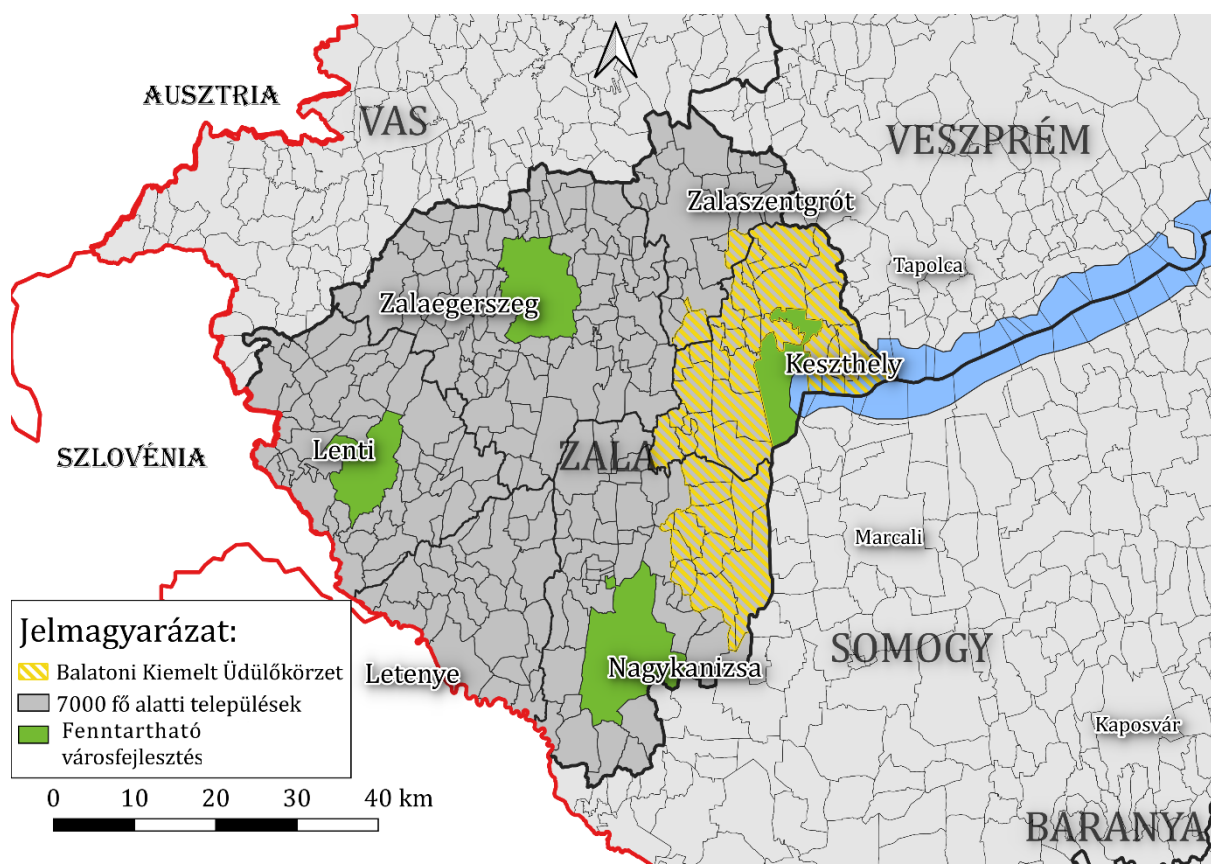 AUSZTRIA
VAS
VESZPRÉM
Zalaszentgrót
Tapolca
Zalaegerszeg
Keszthely
Lenti
ZALA
SZLOVÉNIA
Marcali
Jelmagyarázat:
Balatoni Kiemelt Üdülőkörzet
7000 fő alatti települések
Fenntartható
városfejlesztés
Letenye
Nagykanizsa
SOMOGY
Kaposvár
0 10 20 30 40 km
BARANYA